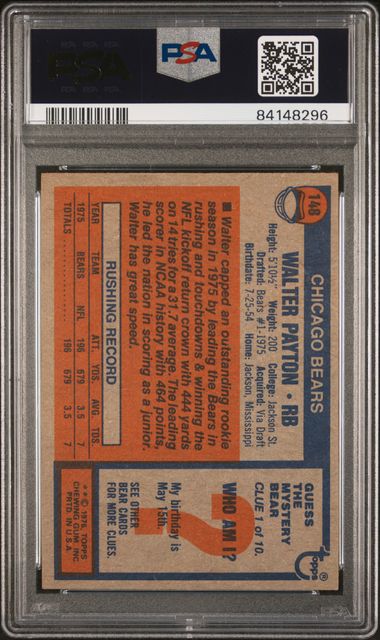 PSA
PSA
84148296
148
CHICAGO BEARS
WALTER PAYTON • RB
Height: 5'10½" Weight: 200 College: Jackson St.
Drafted: Bears #1-1975 Acquired: Via Draft
Birthdate: 7-25-54 Home: Jackson, Mississippi
■ Walter capped an outstanding rookie
season in 1975 by leading the Bears in
rushing and touchdowns & winning the
NFL kickoff return crown with 444 yards
on 14 tries for a 31.7 average. The leading
scorer in NCAA history with 464 points,
he led the nation in scoring as a junior.
Walter has great speed.
RUSHING RECORD
YEAR TEAM ATT. YDS. AVG TDS
1975 BEARS NFL 196 679 3.5 7
TOTALS 196 679 3.5 7
Topps®
GUESS
THE
MYSTERY
BEAR
CLUE 1 of 10.
WHO AM I?
?
My birthday is
May 15th.
SEE OTHER
BEAR CARDS
FOR MORE CLUES.
** © 1976 TOPPS
CHEWING GUM, INC
PRTD. IN U.S.A.